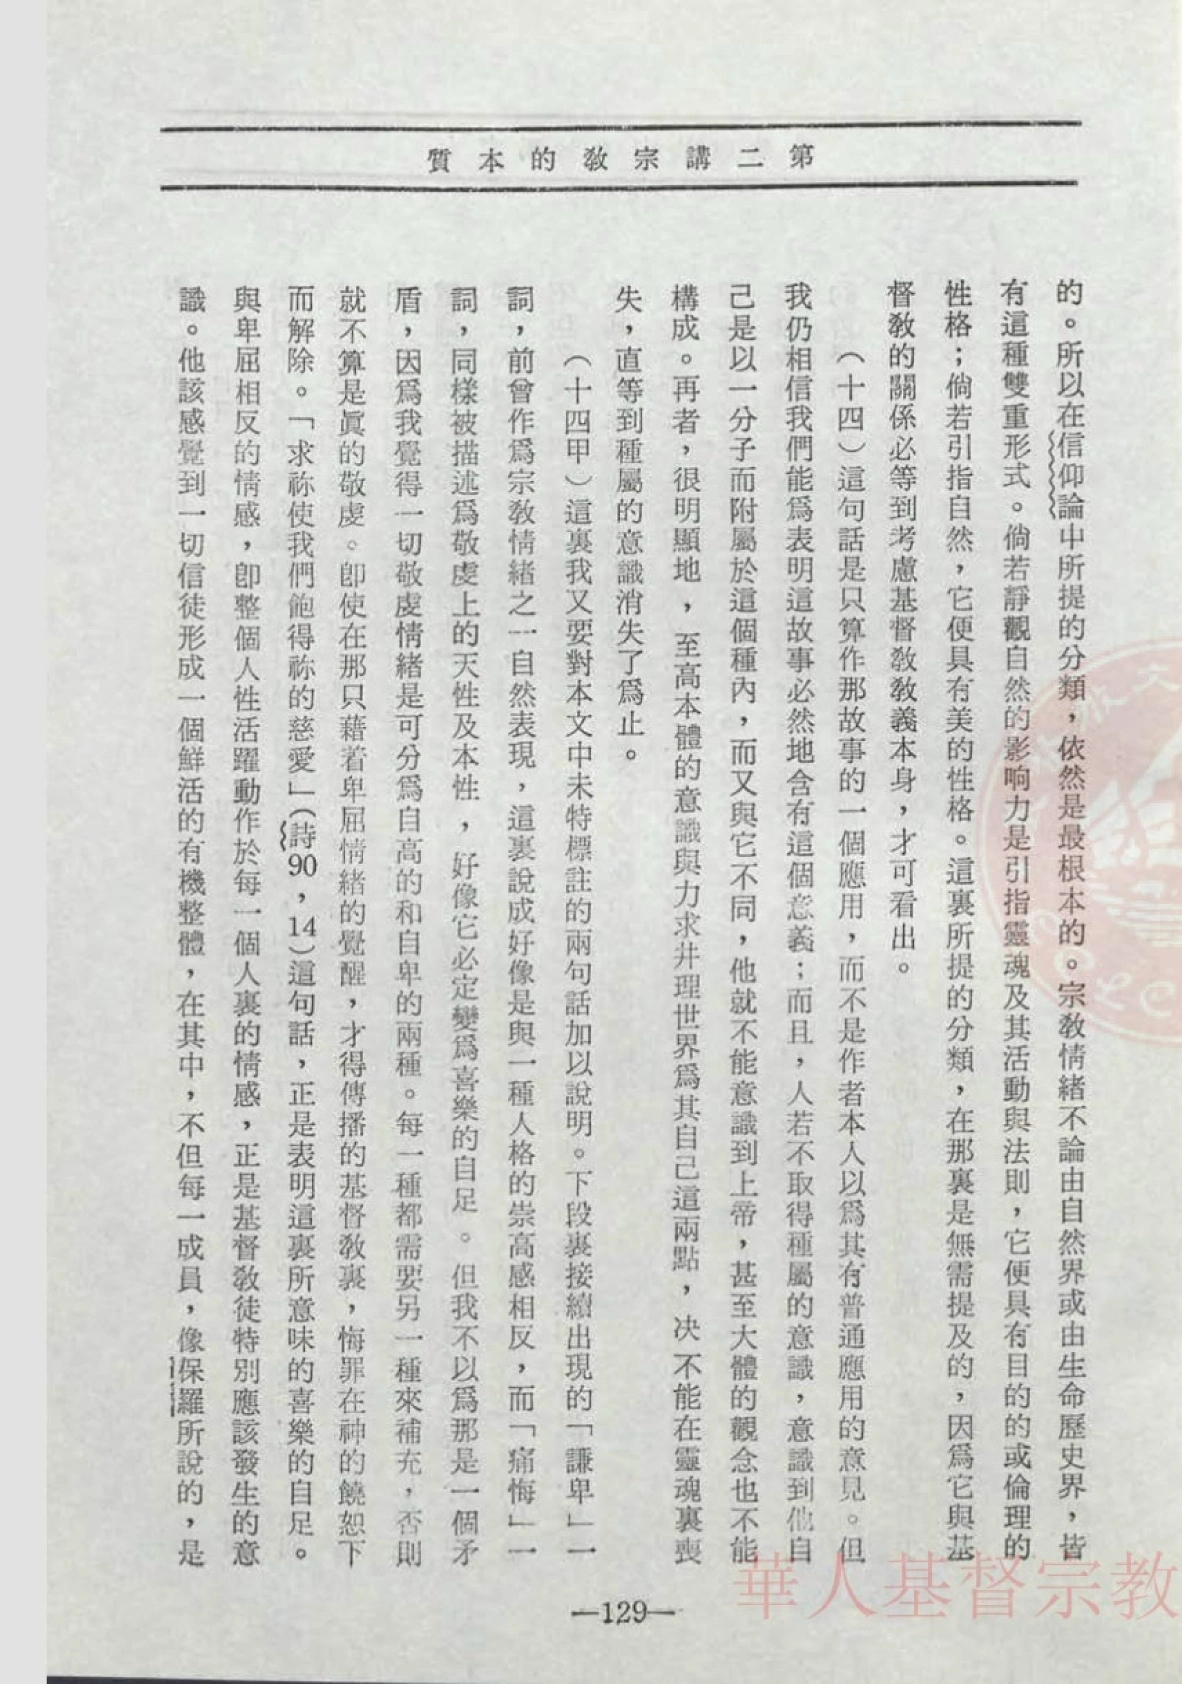 第二講宗教的本質
的。所以在信仰論中所提的分類，依然是最根本的。宗教情緒不論由自然界或由生命歷史界，皆
有這種雙重形式。倘若靜觀自然的影响力是引指靈魂及其活動與法則，它便具有目的的或倫理的
性格；倘若引指自然，它便具有美的性格。這裏所提的分類，在那裏是無需提及的，因爲它與基
督教的關係必等到考慮基督教教義本身，才可看出。
（十四）這句話是只算作那故事的一個應用，而不是作者本人以爲其有普通應用的意見。但
我仍相信我們能爲表明這故事必然地含有這個意義；而且，人若不取得種屬的意識，意識到他自
己是以一分子而附屬於這個種內，而又與它不同，他就不能意識到上帝，甚至大體的觀念也不能
構成。再者，很明顯地，至高本體的意識與力求井理世界爲其自己這兩點，决不能在靈魂裏喪
失，直等到種屬的意識消失了爲止。
（十四甲）這裏我又要對本文中未特標註的兩句話加以說明。下段裏接續出現的「謙卑」一
詞，前曾作爲宗教情緒之一自然表現，這裏說成好像是與一種人格的崇高感相反，而「痛悔」一
詞，同樣被描述爲敬虔上的天性及本性，好像它必定變爲喜樂的自足。但我不以爲那是一個矛
盾，因爲我覺得一切敬虔情緒是可分爲自高的和自卑的兩種。每一種都需要另一種來補充，否則
就不算是眞的敬虔。卽使在那只藉着卑屈情緒的覺醒，才得傳播的基督教裏，悔罪在神的饒恕下
而解除。「求祢使我們飽得祢的慈愛」（詩90，14）這句話，正是表明這裏所意味的喜樂的自足。
與卑屈相反的情感，卽整個人性活躍動作於每一個人裏的情感，正是基督教徒特別應該發生的意
識。他該感覺到一切信徒形成一個鮮活的有機整體，在其中，不但每一成員，像保羅所說的，是
—129—
華人基督宗教